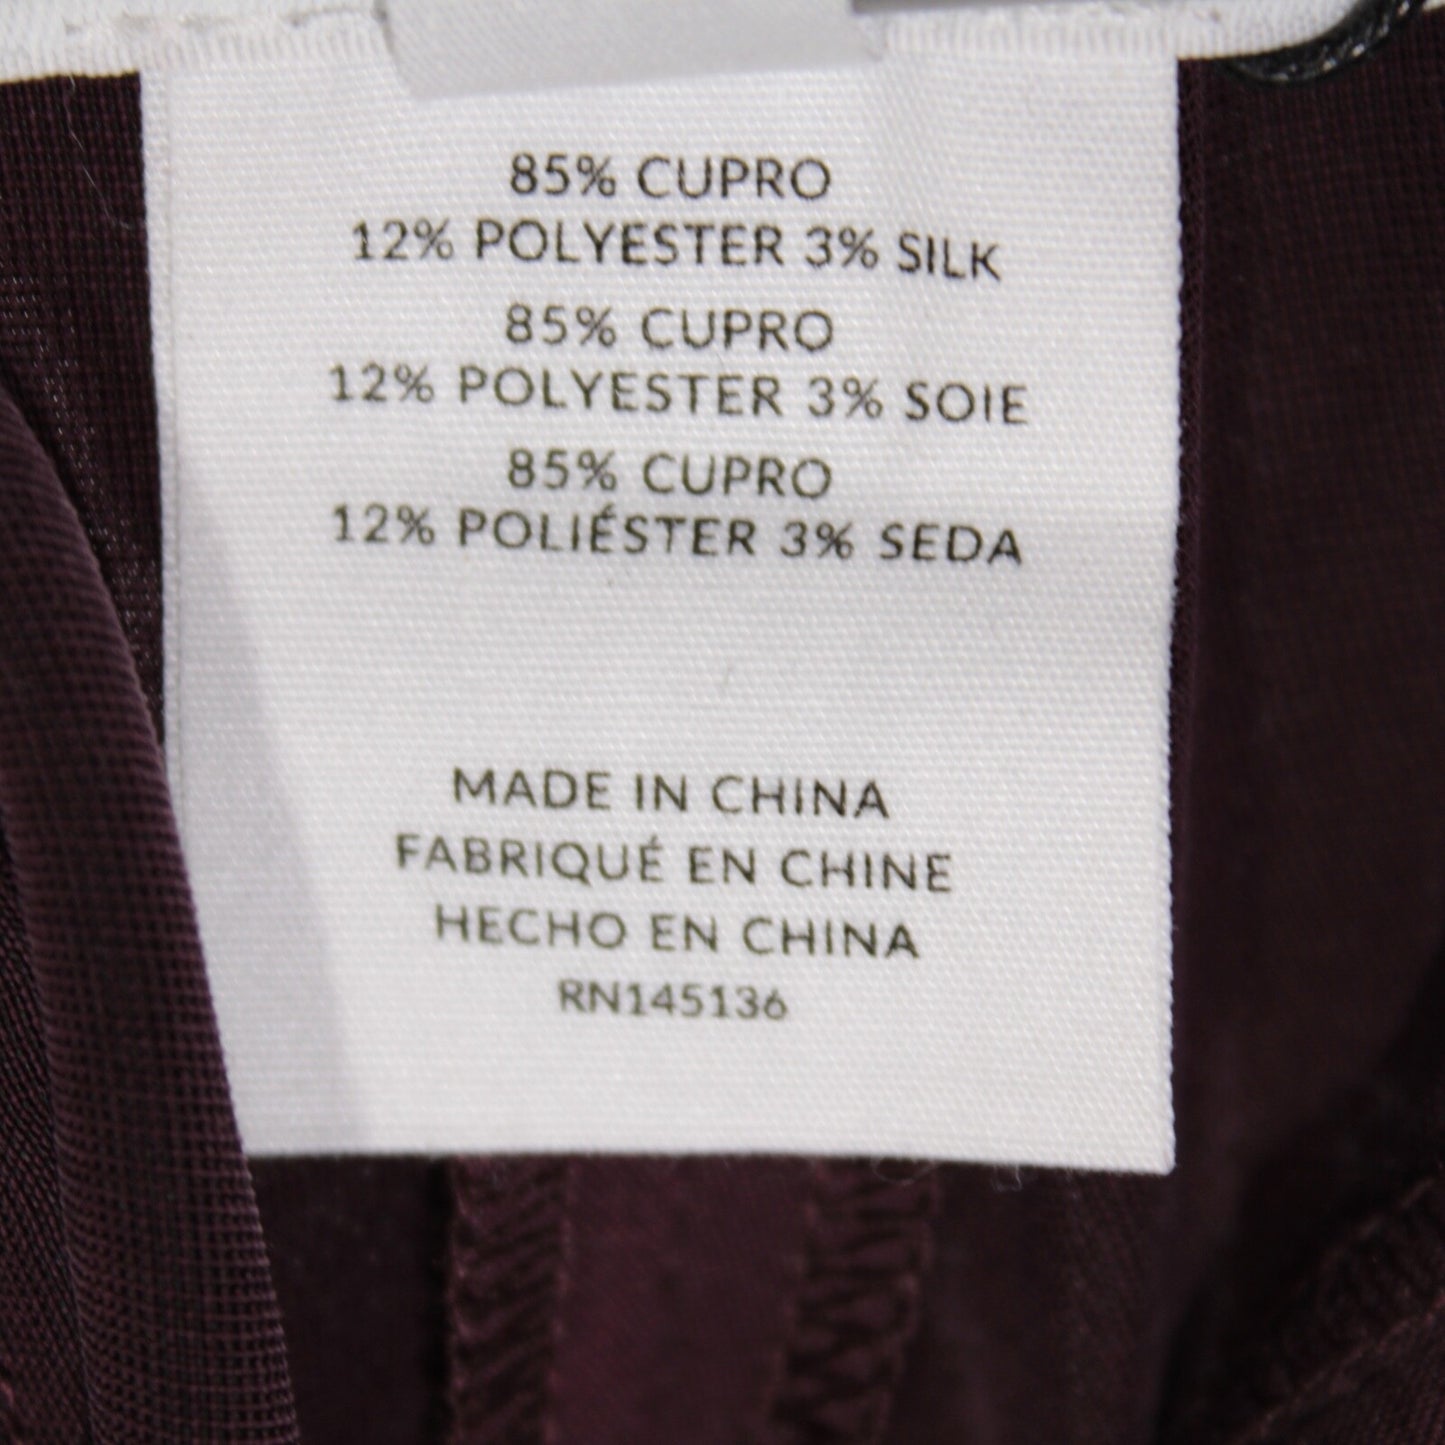 85% CUPRO
12% POLYESTER 3% SILK
85% CUPRO
12% POLYESTER 3% SOIE
85% CUPRO
12% POLIÉSTER 3% SEDA
MADE IN CHINA
FABRIQUÉ EN CHINE
HECHO EN CHINA
RN145136